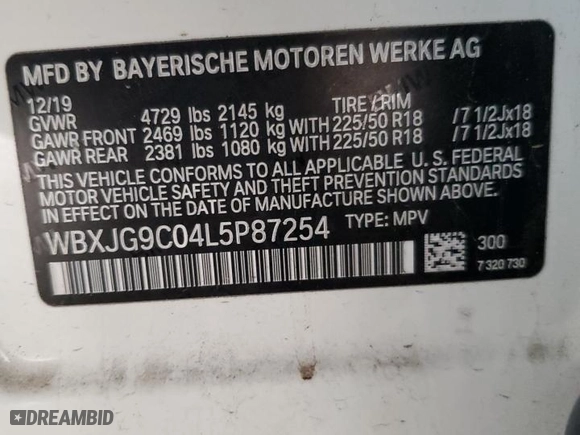 MFD BY BAYERISCHE MOTOREN WERKE AG
12/19 TIRE/RIM
GVWR 4729 lbs 2145 kg
GAWR FRONT 2469 lbs 1120 kg WITH 225/50 R18 /7 1/2Jx18
GAWR REAR 2381 lbs 1080 kg WITH 225/50 R18 /7 1/2Jx18
THIS VEHICLE CONFORMS TO ALL APPLICABLE U. S. FEDERAL
MOTOR VEHICLE SAFETY AND THEFT PREVENTION STANDARDS
IN EFFECT ON THE DATE OF MANUFACTURE SHOWN ABOVE.
WBXJG9C04L5P87254 TYPE: MPV
300
7 320 730
DREAMBID